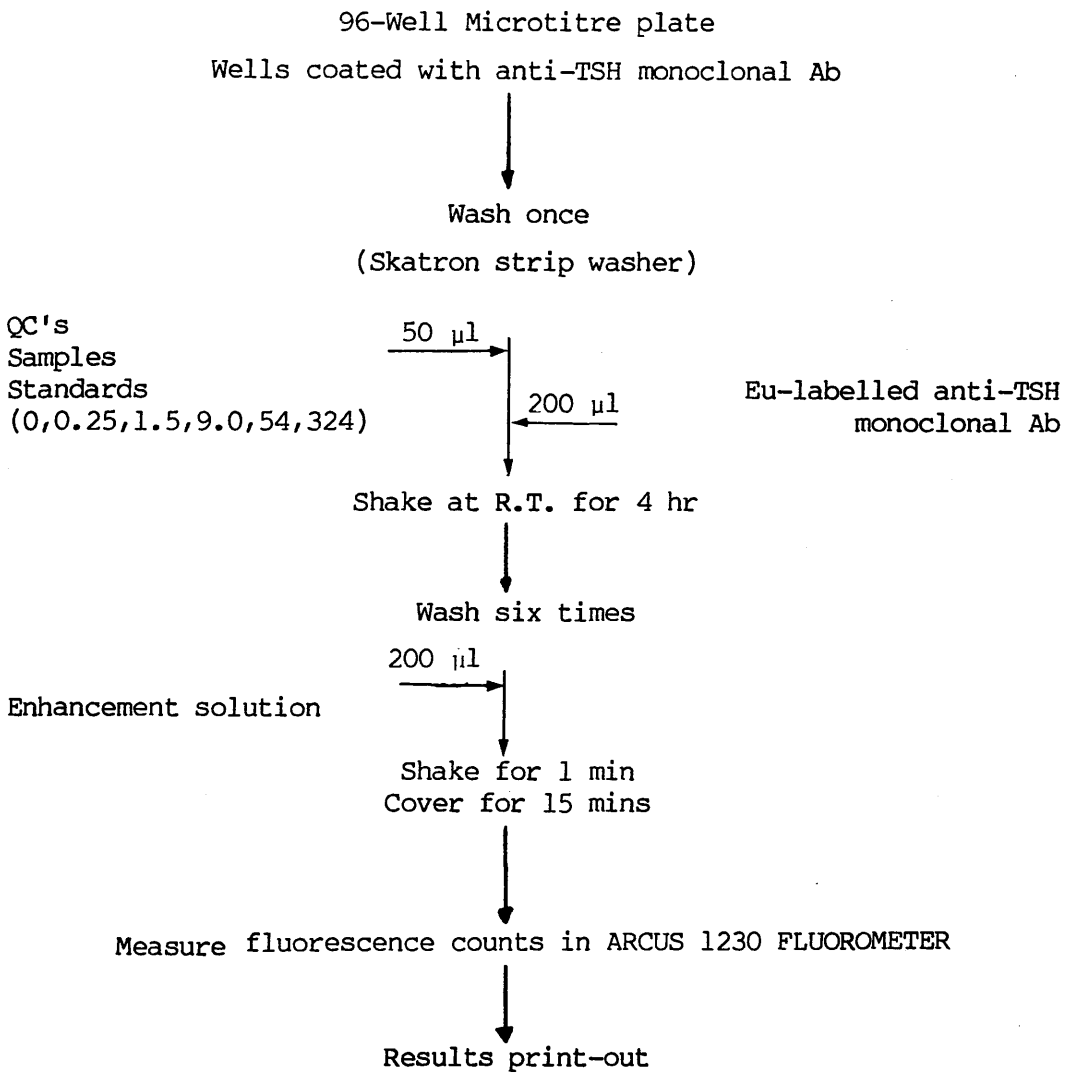 96-Well Microtitre plate
Wells coated with anti-TSH monoclonal Ab
Wash once
(Skatron strip washer)
QC's
Samples
Standards
(0,0.25,1.5,9.0,54,324)
50 µl
200 µl
Eu-labelled anti-TSH
monoclonal Ab
Shake at R.T. for 4 hr
Wash six times
200 µl
Enhancement solution
Shake for 1 min
Cover for 15 mins
Measure fluorescence counts in ARCUS 1230 FLUOROMETER
Results print-out